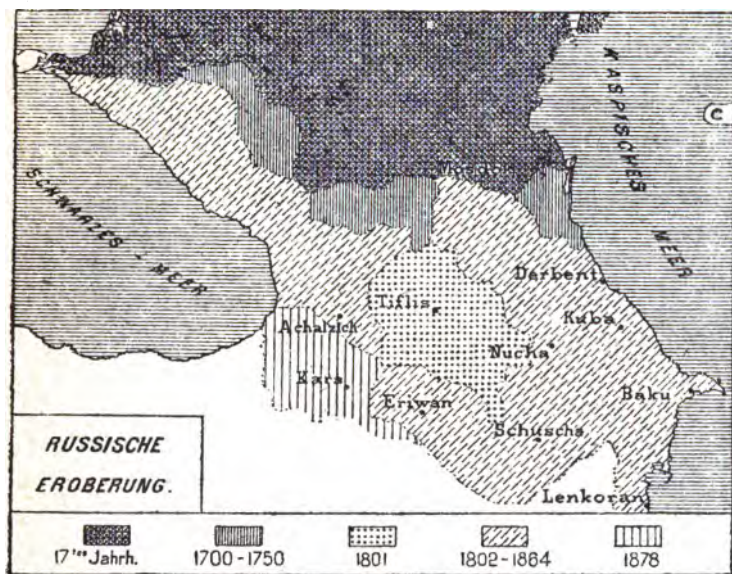 KASPISCHES MEER
C
SCHWARZES-MEER
Derbent
Tiflis
Kuba
Achalzich
Nucha
Kars
Eriwan
Baku
Schuscha
RUSSISCHE
EROBERUNG.
Lenkoran
17tes Jahrh. 1700-1750 1801 1802-1864 1878